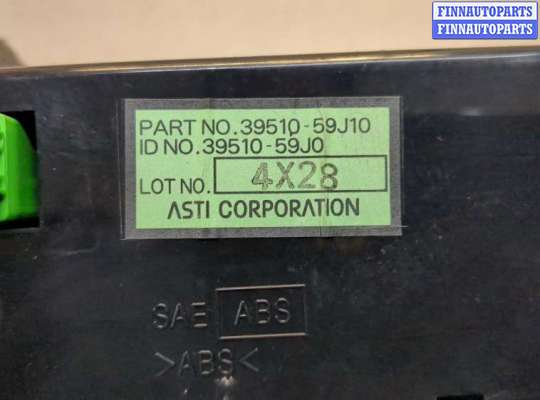 FINNAUTOPARTS
FINNAUTOPARTS
PART NO.39510-59J10
ID NO.39510-59J0
LOT NO. 4X28
ASTI CORPORATION
SAE ABS
>ABS<